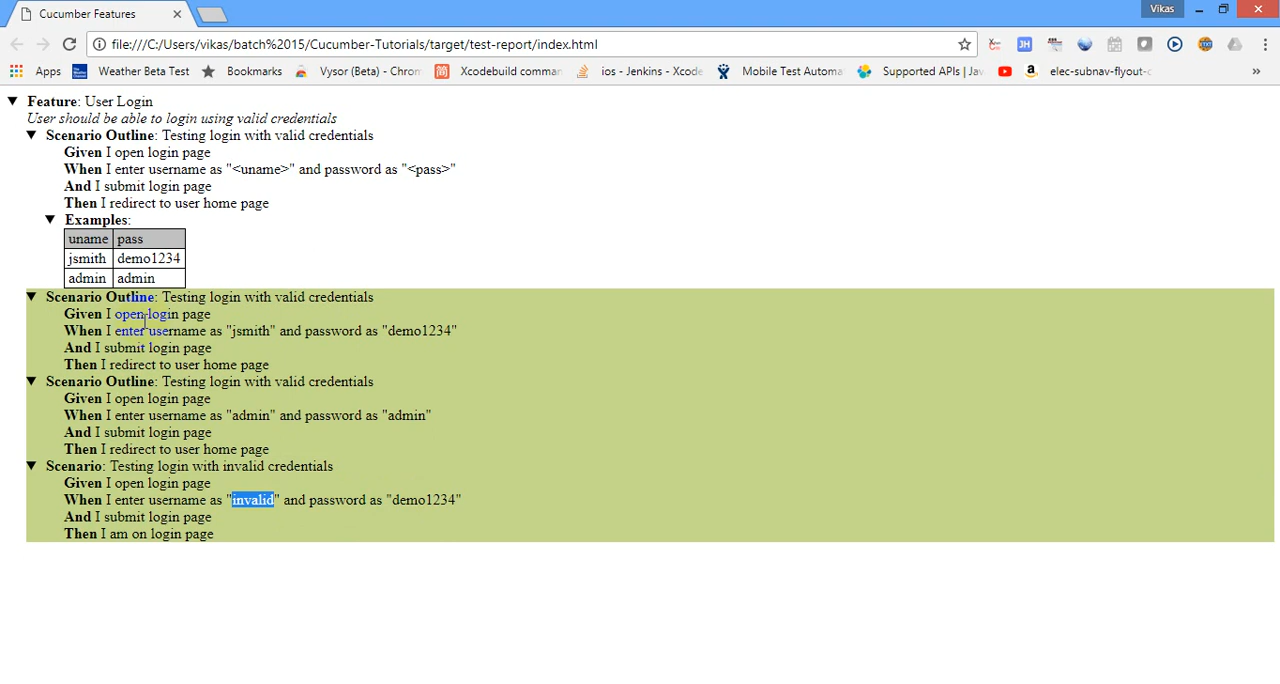 Cucumber Features
Vikas
file:///C:/Users/vikas/batch%2015/Cucumber-Tutorials/target/test-report/index.html
Apps Weather Beta Test Bookmarks Vysor (Beta) - Chron Xcodebuild comman ios - Jenkins - Xcode Mobile Test Automa Supported APIs | Jav elec-subnav-flyout-c »
Feature: User Login
User should be able to login using valid credentials
Scenario Outline: Testing login with valid credentials
Given I open login page
When I enter username as "<uname>" and password as "<pass>"
And I submit login page
Then I redirect to user home page
Examples:
uname pass
jsmith demo1234
admin admin
Scenario Outline: Testing login with valid credentials
Given I open login page
When I enter username as "jsmith" and password as "demo1234"
And I submit login page
Then I redirect to user home page
Scenario Outline: Testing login with valid credentials
Given I open login page
When I enter username as "admin" and password as "admin"
And I submit login page
Then I redirect to user home page
Scenario: Testing login with invalid credentials
Given I open login page
When I enter username as "invalid" and password as "demo1234"
And I submit login page
Then I am on login page